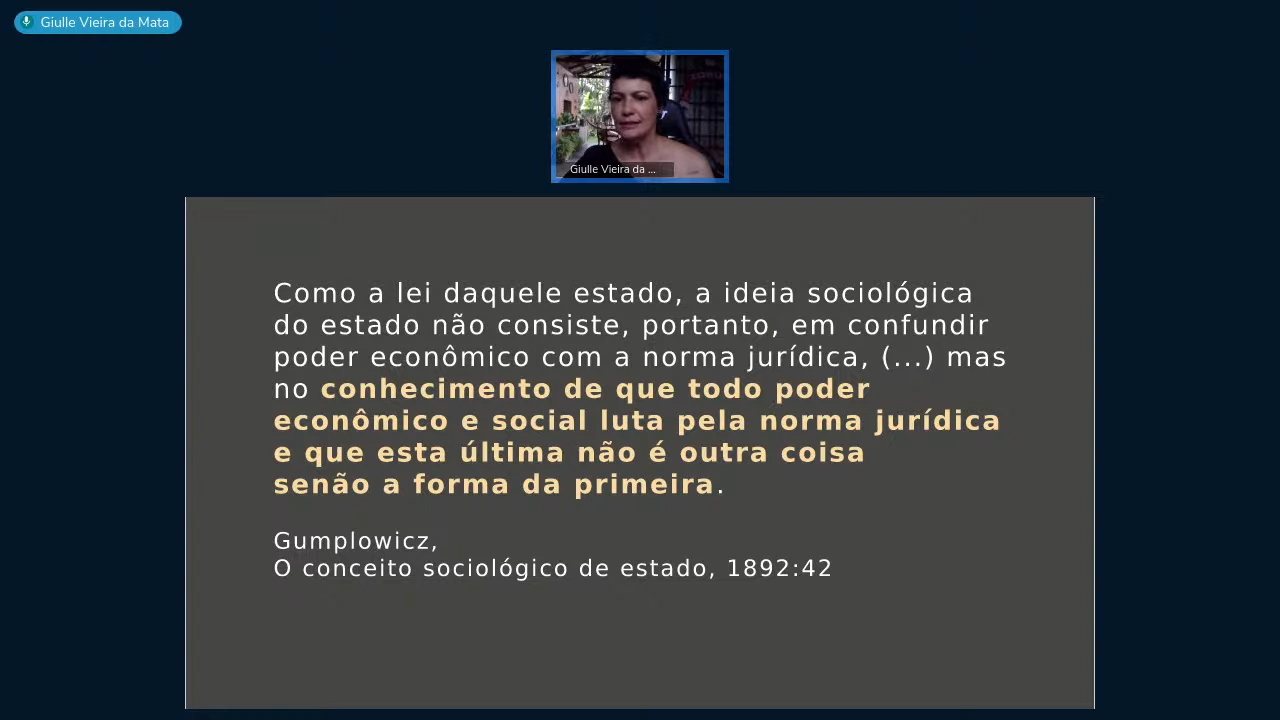 Giulle Vieira da Mata
Giulle Vieira da ...
Como a lei daquele estado, a ideia sociológica
do estado não consiste, portanto, em confundir
poder econômico com a norma jurídica, (...) mas
no conhecimento de que todo poder
econômico e social luta pela norma jurídica
e que esta última não é outra coisa
senão a forma da primeira.
Gumplowicz,
O conceito sociológico de estado, 1892:42